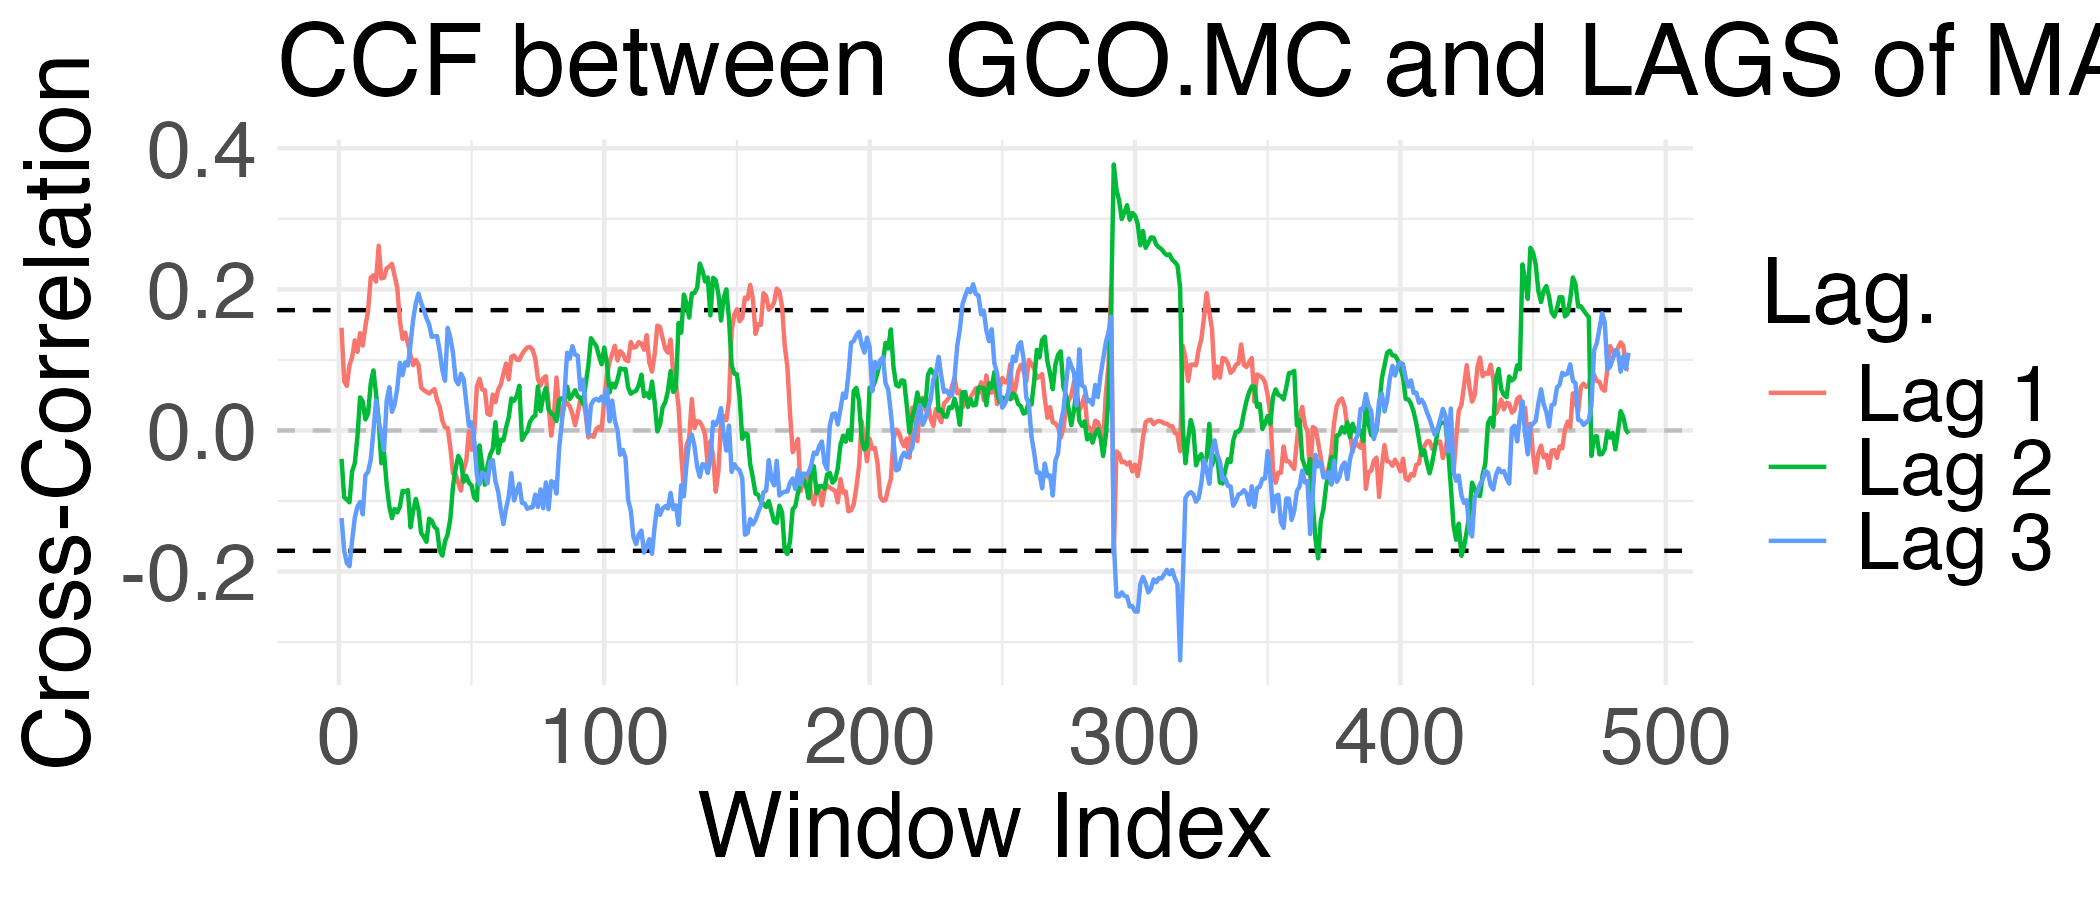 CCF between  GCO.MC and LAGS of MA
Cross-Correlation
0.4
0.2
0.0
-0.2
0
100
200
300
400
500
Window Index
Lag.
Lag 1
Lag 2
Lag 3